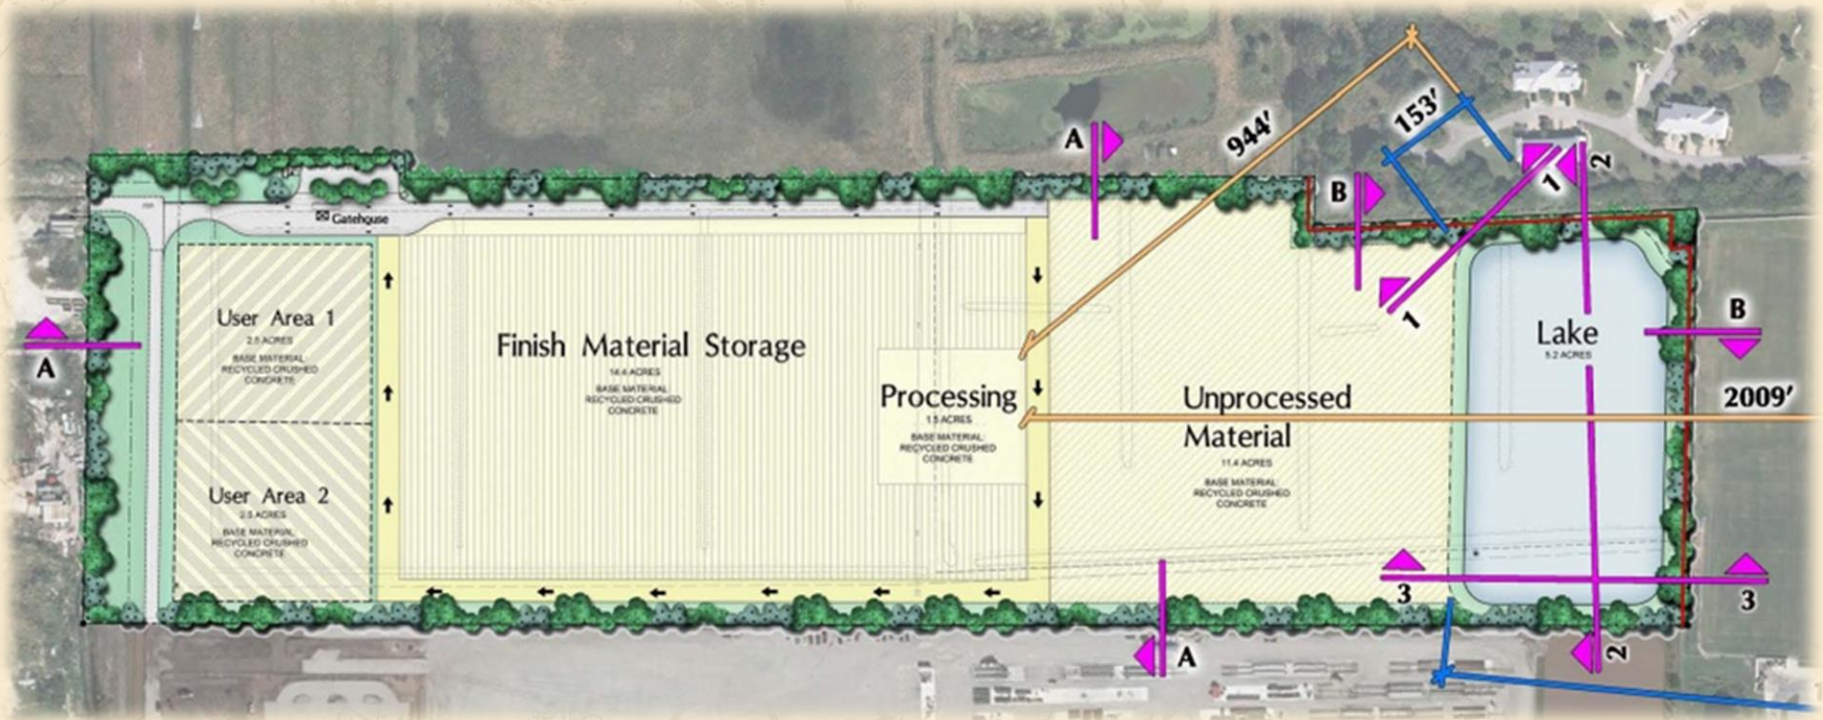 944'
153'
A
B
1
2
Gatehouse
User Area 1
2.5 ACRES
BASE MATERIAL
RECYCLED CRUSHED
CONCRETE
A
Finish Material Storage
14.4 ACRES
BASE MATERIAL
RECYCLED CRUSHED
CONCRETE
Processing
1.5 ACRES
BASE MATERIAL
RECYCLED CRUSHED
CONCRETE
Unprocessed
Material
11.4 ACRES
BASE MATERIAL
RECYCLED CRUSHED
CONCRETE
1
Lake
5.2 ACRES
B
2009'
User Area 2
2.5 ACRES
BASE MATERIAL
RECYCLED CRUSHED
CONCRETE
3
3
A
2